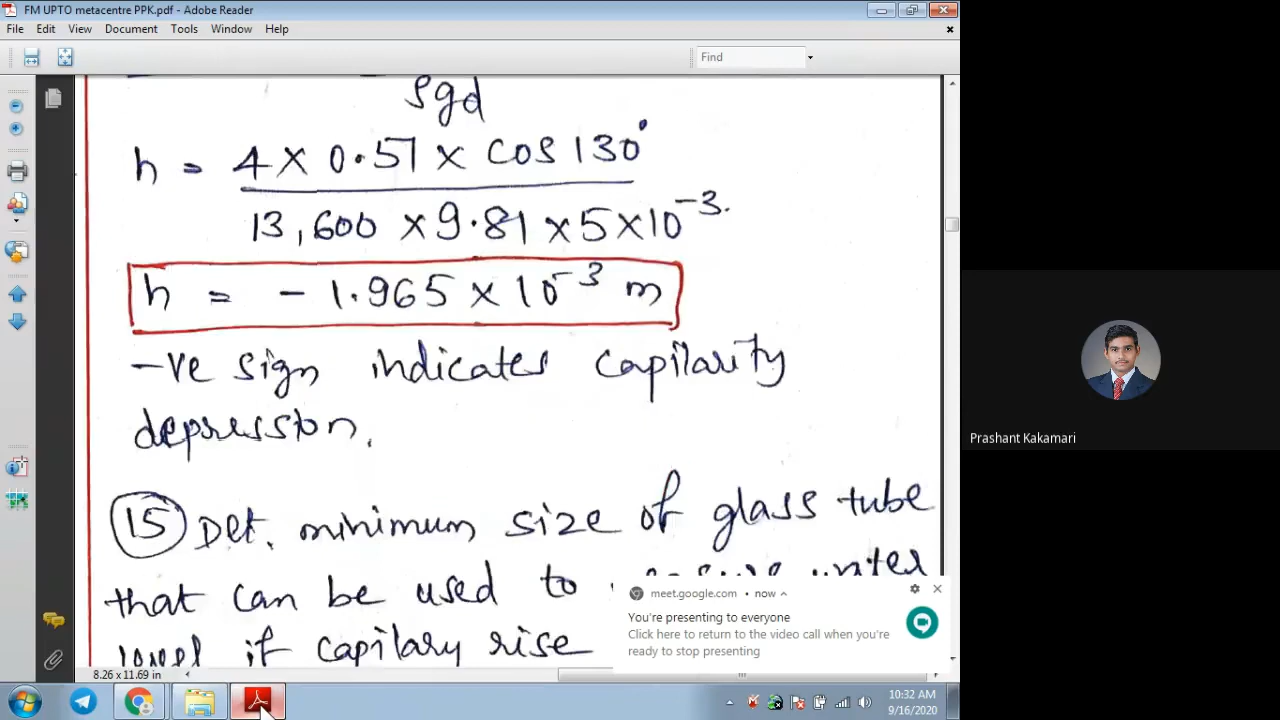 FM UPTO metacentre PPK.pdf - Adobe Reader
File Edit View Document Tools Window Help
Find
ρgd
h = 4 × 0.51 × cos 130°
13,600 × 9.81 × 5 × 10⁻³.
h = - 1.965 × 10⁻³ m
-ve sign indicates capilarity
depression.
15 Det. minimum size of glass tube
that can be used to water
level if capilary rise
meet.google.com • now
You're presenting to everyone
Click here to return to the video call when you're
ready to stop presenting
8.26 x 11.69 in
10:32 AM
9/16/2020
Prashant Kakamari